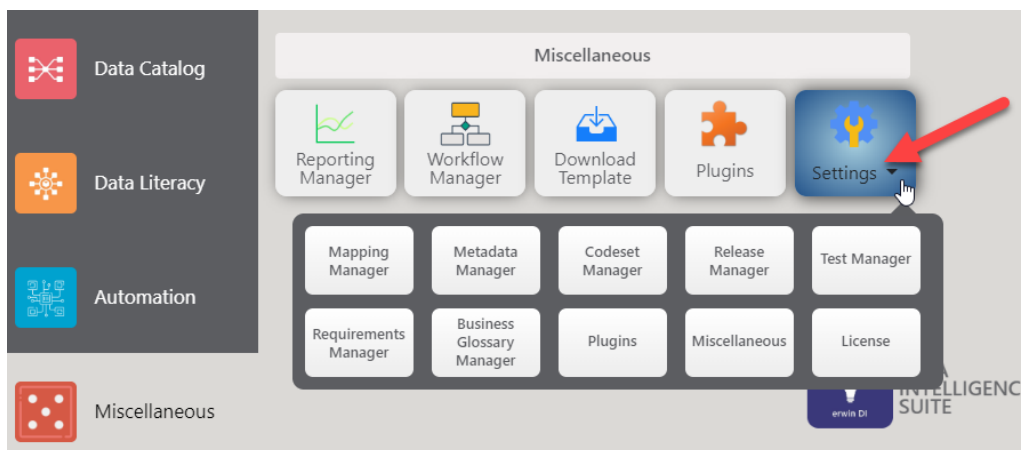 Data Catalog
Data Literacy
Automation
Miscellaneous
Miscellaneous
Reporting
Manager
Workflow
Manager
Download
Template
Plugins
Settings
Mapping
Manager
Metadata
Manager
Codeset
Manager
Release
Manager
Test Manager
Requirements
Manager
Business
Glossary
Manager
Plugins
Miscellaneous
License
erwin DI
INTELLIGENC
SUITE